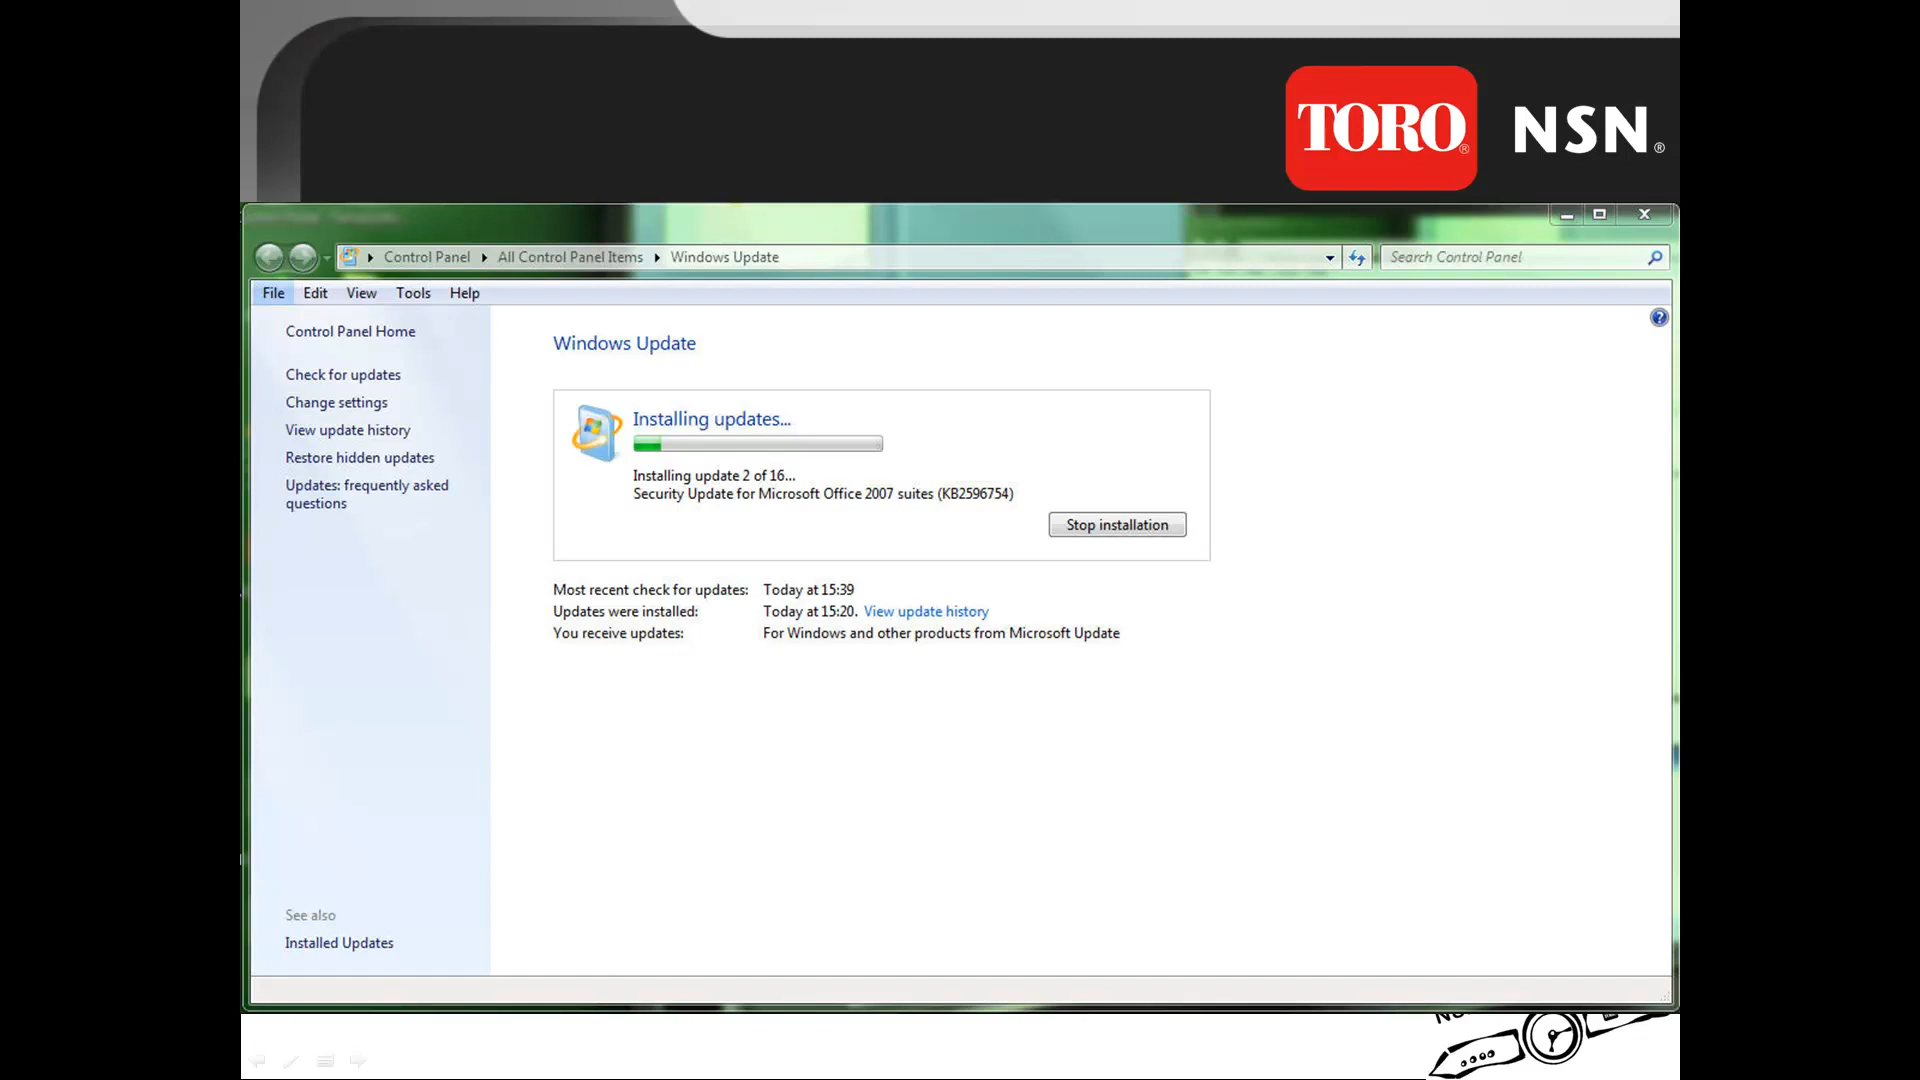 TORO® NSN®
Control Panel All Control Panel Items Windows Update
Search Control Panel
File Edit View Tools Help
Control Panel Home
Check for updates
Change settings
View update history
Restore hidden updates
Updates: frequently asked
questions
See also
Installed Updates
Windows Update
Installing updates...
Installing update 2 of 16...
Security Update for Microsoft Office 2007 suites (KB2596754)
Stop installation
Most recent check for updates: Today at 15:39
Updates were installed: Today at 15:20. View update history
You receive updates: For Windows and other products from Microsoft Update